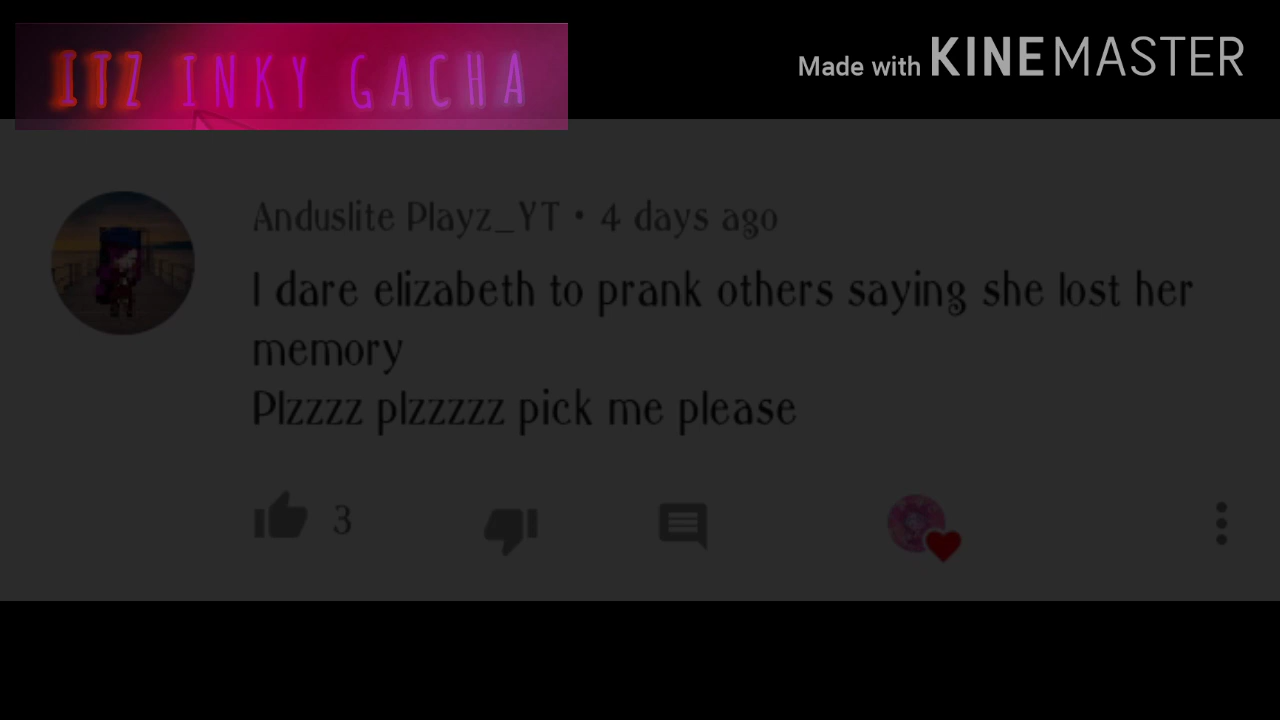 ITZ INKY GACHA
Made with KINEMASTER
Anduslite Playz_YT • 4 days ago
I dare elizabeth to prank others saying she lost her
memory
Plzzzz plzzzzz pick me please
3